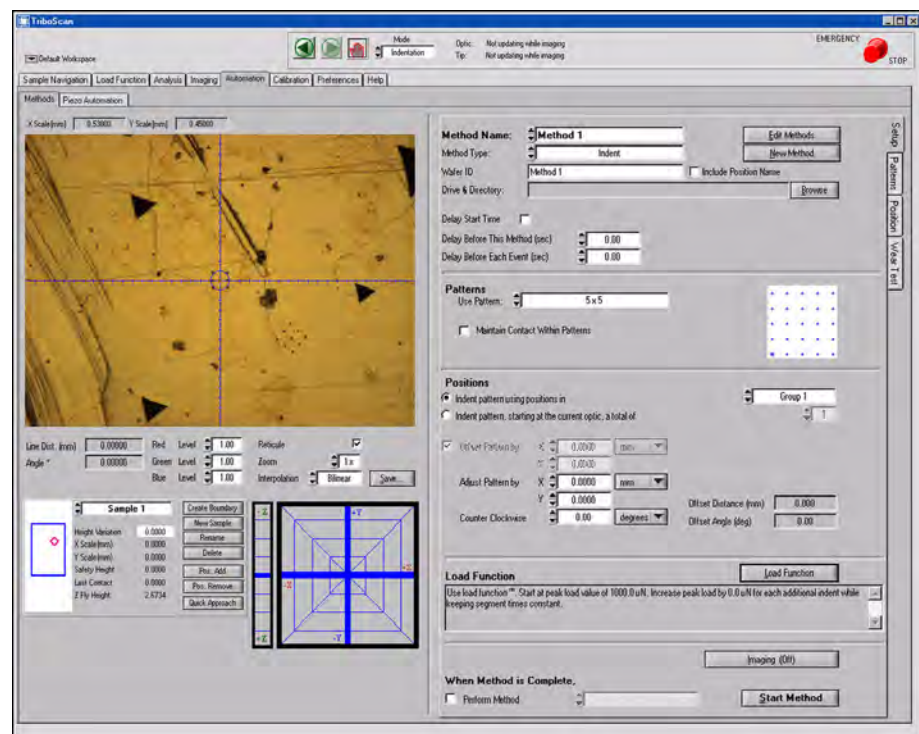 TriboScan
Default Workspace
Mode
Indentation
Optic: Not updating while imaging
Tip: Not updating while imaging
EMERGENCY
STOP
Sample Navigation Load Function Analysis Imaging Automation Calibration Preferences Help
Methods Piezo Automation
X Scale(mm) 0.53800 Y Scale(mm) 0.45000
Line Dist. (mm) 0.00000
Angle ° 0.00000
Red Level 1.00
Green Level 1.00
Blue Level 1.00
Reticule
Zoom 1x
Interpolation Bilinear Save...
Sample 1
Height Variation 0.0000
X Scale(mm) 0.0000
Y Scale(mm) 0.0000
Safety Height 0.0000
Last Contact 0.0000
Z Fly Height 2.6734
Create Boundary
New Sample
Rename
Delete
Pos. Add
Pos. Remove
Quick Approach
-Z
+Z
+Y
-X
+X
-Y
Method Name: Method 1
Edit Methods
Method Type: Indent
New Method
Wafer ID Method 1
Include Position Name
Drive & Directory:
Browse
Delay Start Time
Delay Before This Method (sec) 0.00
Delay Before Each Event (sec) 0.00
Patterns
Use Pattern: 5x5
Maintain Contact Within Patterns
Positions
Indent pattern using positions in Group 1
Indent pattern, starting at the current optic, a total of 1
Offset Pattern by X 0.0000 mm
Y 0.0000
Adjust Pattern by X 0.0000 mm
Y 0.0000
Counter Clockwise 0.00 degrees
Offset Distance (mm) 0.000
Offset Angle (deg) 0.00
Load Function
Load Function
Use load function "". Start at peak load value of 1000.0 uN. Increase peak load by 0.0 uN for each additional indent while
keeping segment times constant.
Imaging (Off)
When Method is Complete,
Perform Method
Start Method
Setup
Patterns
Position
Wear Test